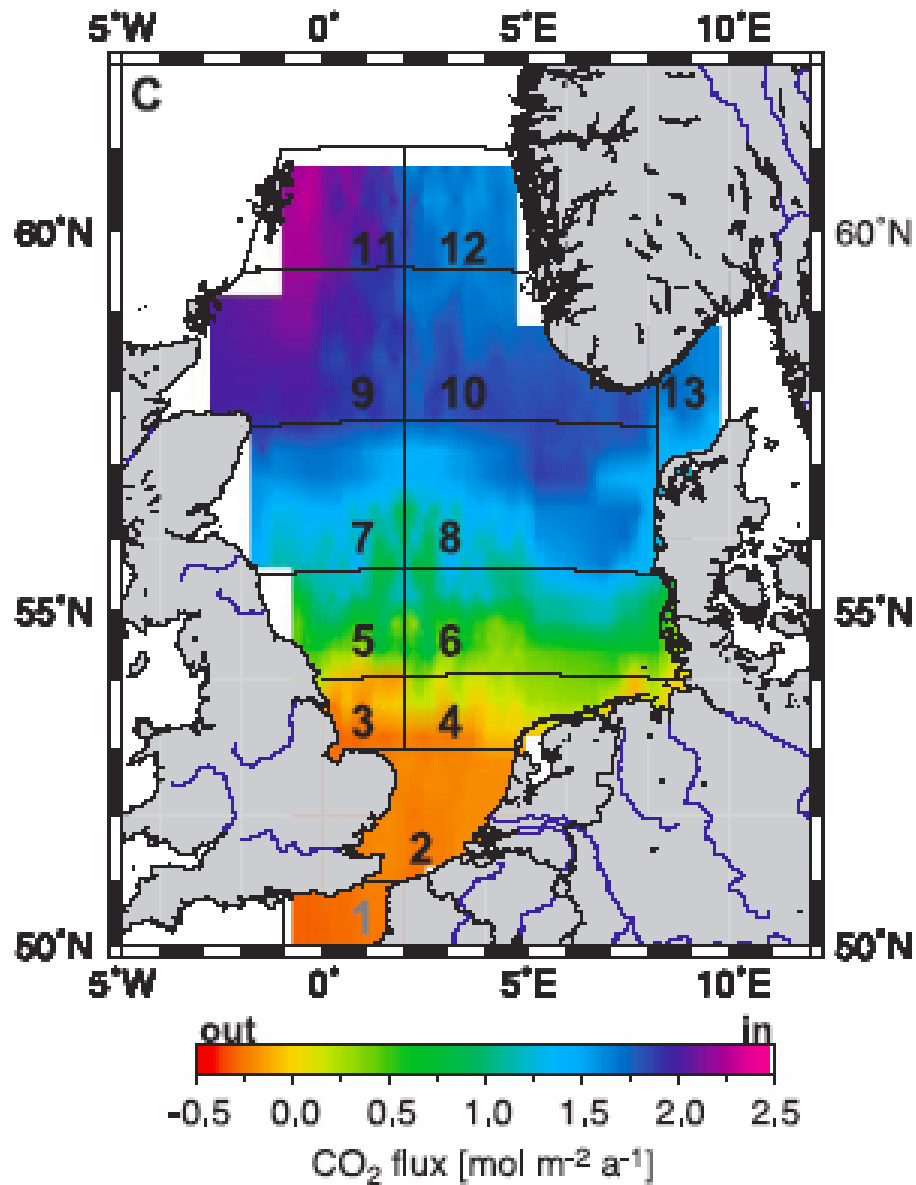 5°W 0° 5°E 10°E
C
60°N 60°N
11 12
9 10 13
7 8
55°N 55°N
5 6
3 4
2
1
50°N 50°N
5°W 0° 5°E 10°E
out in
-0,5 0,0 0,5 1,0 1,5 2,0 2,5
CO₂ flux [mol m⁻² a⁻¹]